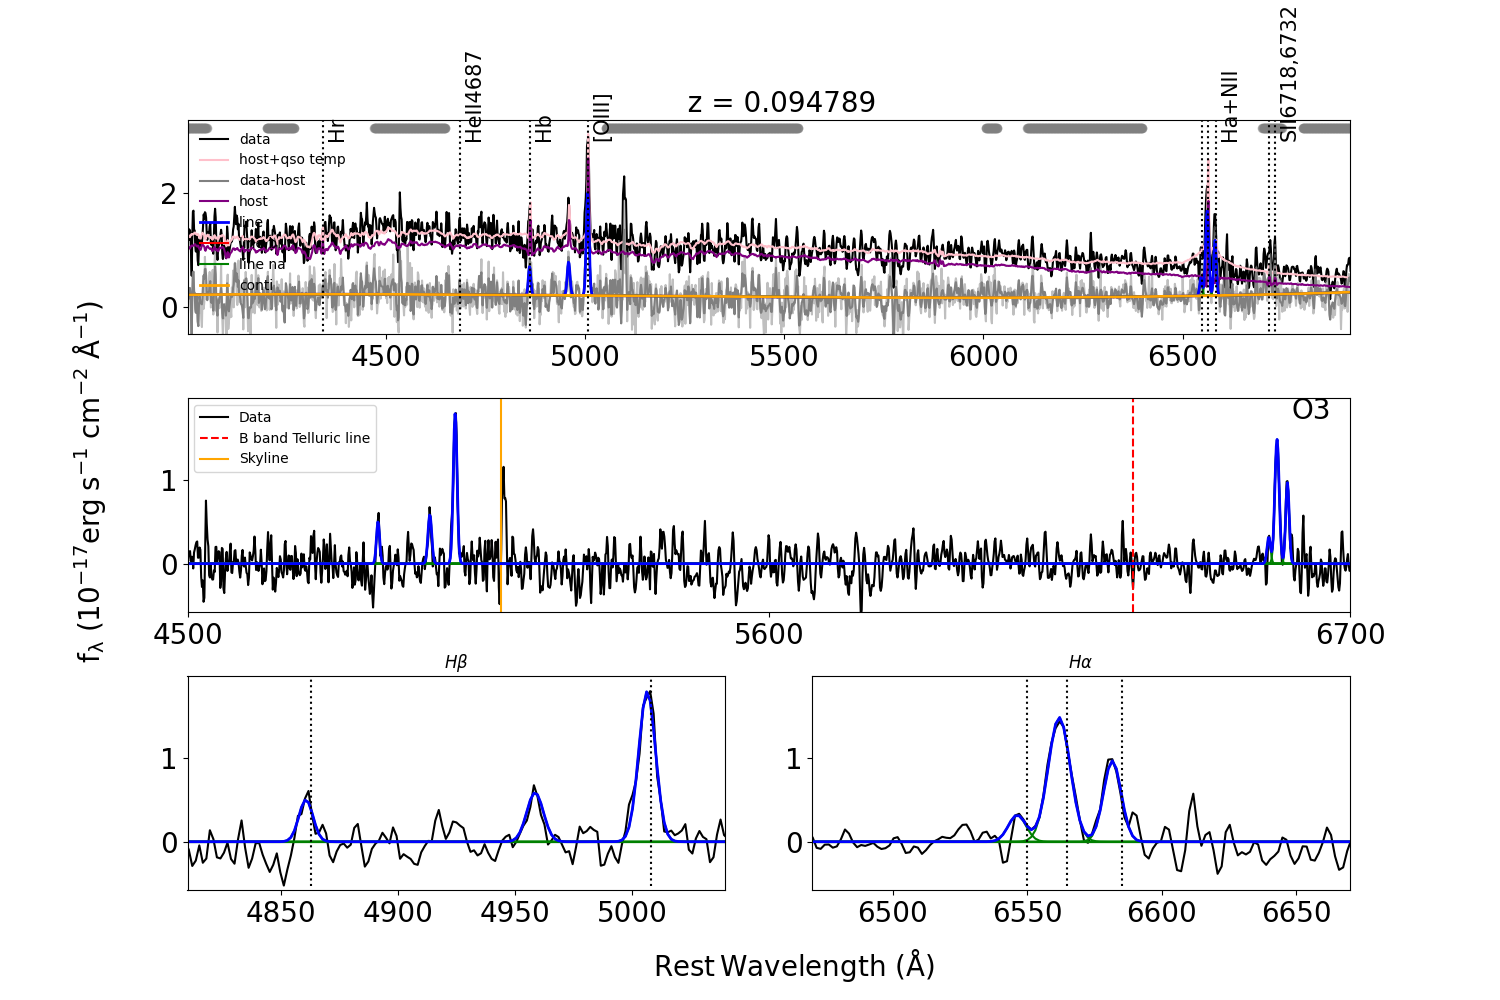 z = 0.094789
Hr
HeII4687
Hb
[OIII]
Ha+NII
SII6718,6732
data
host+qso temp
data-host
host
line
line na
conti
2
0
4500 5000 5500 6000 6500
Data
B band Telluric line
Skyline
O3
1
0
4500 5600 6700
Hβ
1
0
4850 4900 4950 5000
Hα
1
0
6500 6550 6600 6650
fλ (10⁻¹⁷erg s⁻¹ cm⁻² Å⁻¹)
Rest Wavelength (Å)